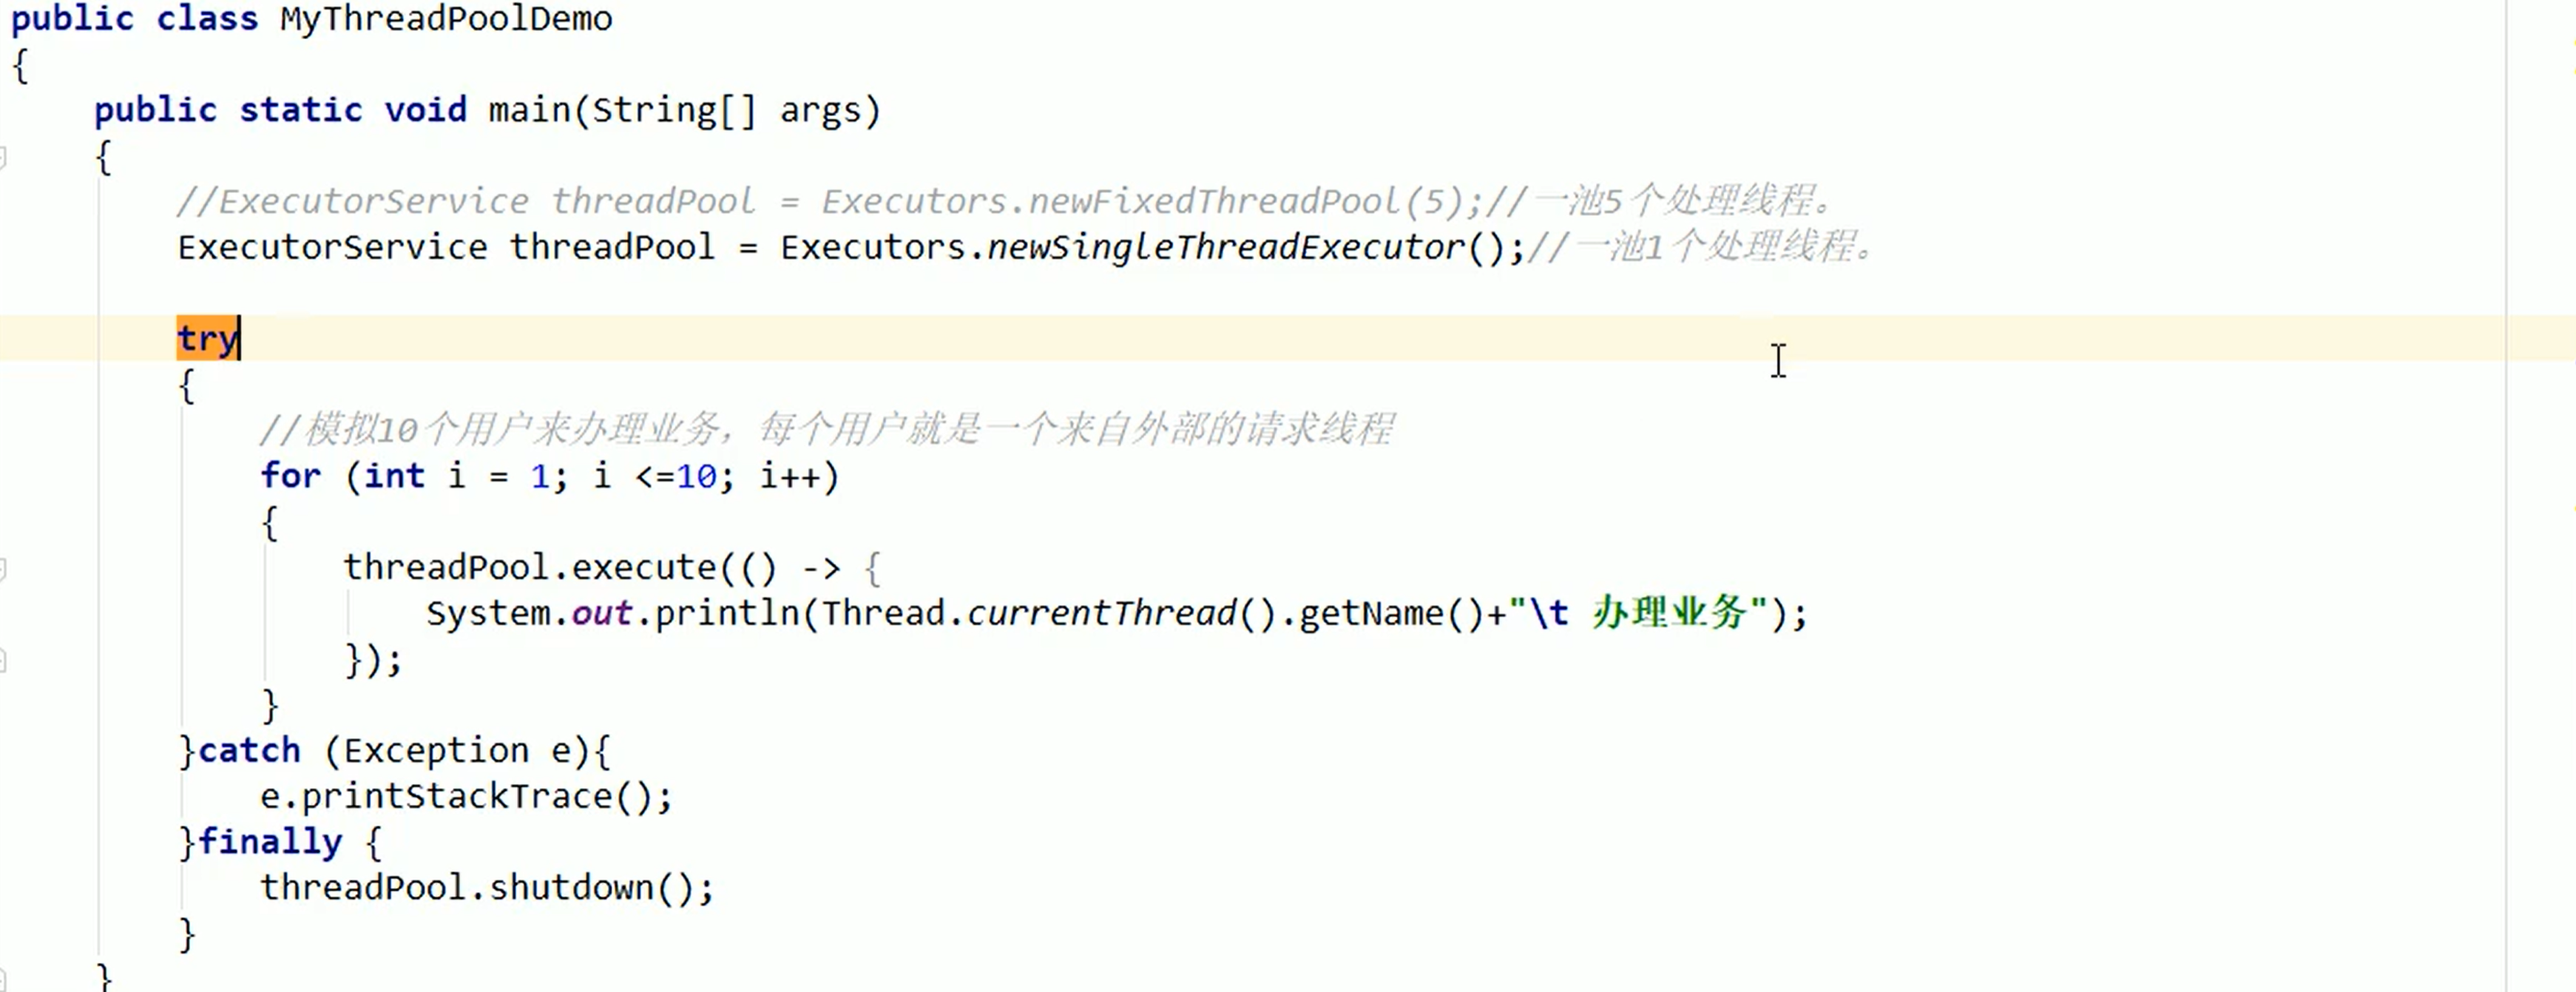 public class MyThreadPoolDemo
{
    public static void main(String[] args)
    {
        //ExecutorService threadPool = Executors.newFixedThreadPool(5);//一池5个处理线程。
        ExecutorService threadPool = Executors.newSingleThreadExecutor();//一池1个处理线程。
        try
        {
            //模拟10个用户来办理业务，每个用户就是一个来自外部的请求线程
            for (int i = 1; i <=10; i++)
            {
                threadPool.execute(() -> {
                    System.out.println(Thread.currentThread().getName()+"\t 办理业务");
                });
            }
        }catch (Exception e){
            e.printStackTrace();
        }finally {
            threadPool.shutdown();
        }
    }